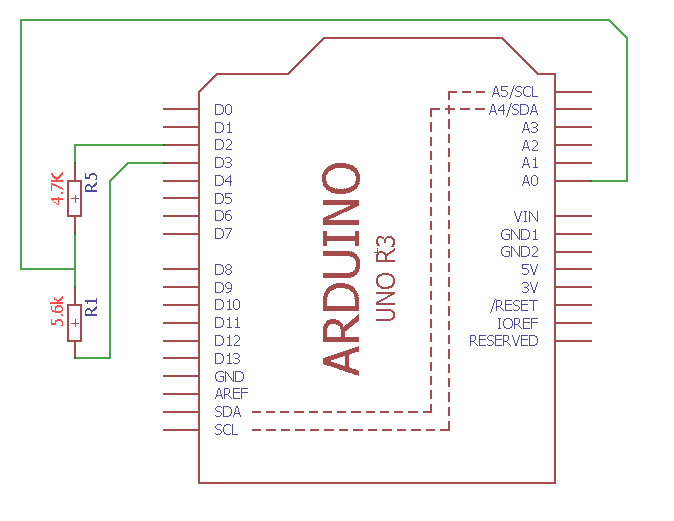 A5/SCL
D0
A4/SDA
D1
A3
D2
A2
D3
A1
D4
A0
4.7K
R5
D5
D6
VIN
D7
GND1
GND2
D8
5V
D9
3V
5.6k
R1
D10
/RESET
D11
IOREF
D12
RESERVED
D13
GND
AREF
SDA
SCL
ARDUINO
UNO R3